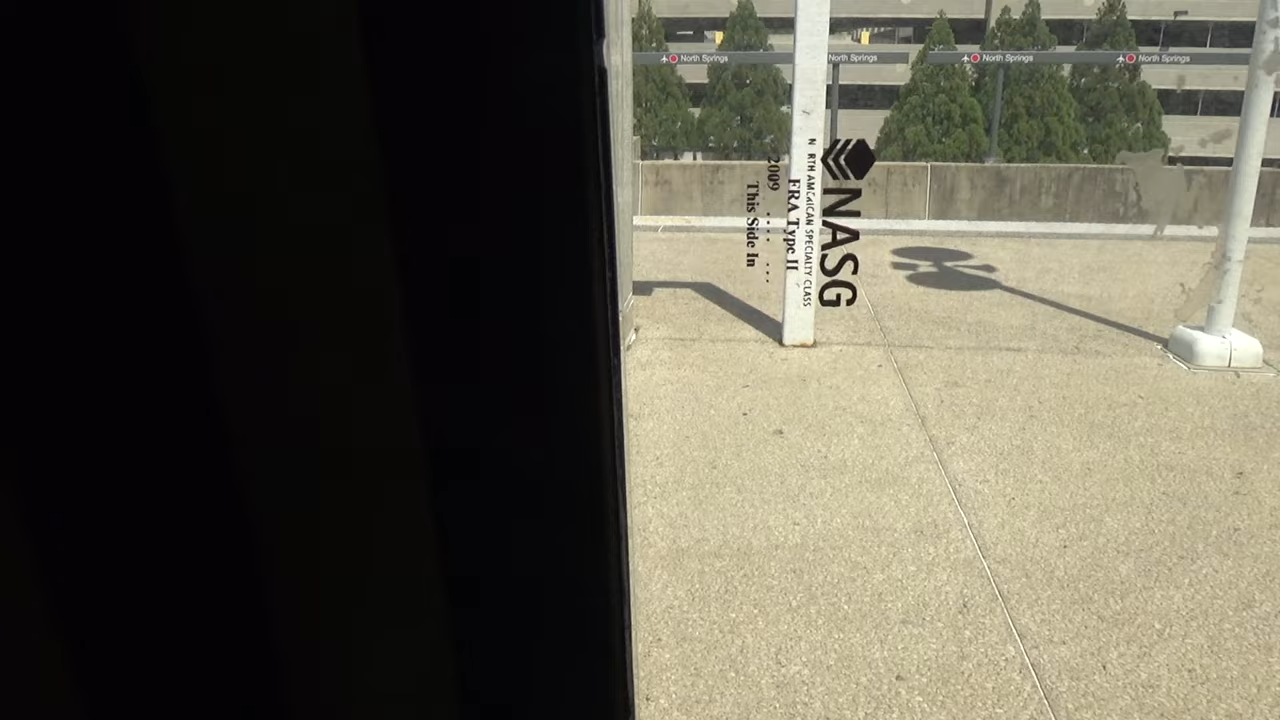 North Springs
North Springs
North Springs
North Springs
NASG
N RTH AMERICAN SPECIALTY GLASS
FRA Type II
2009
This Side In